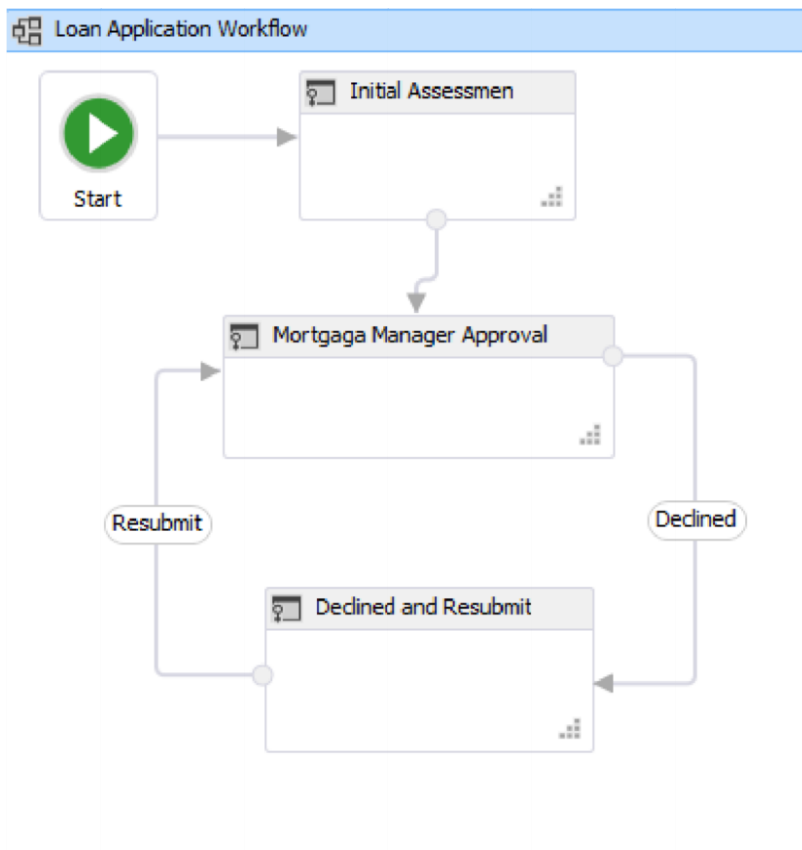 Loan Application Workflow
Initial Assessmen
Start
Mortgaga Manager Approval
Resubmit
Declined
Declined and Resubmit